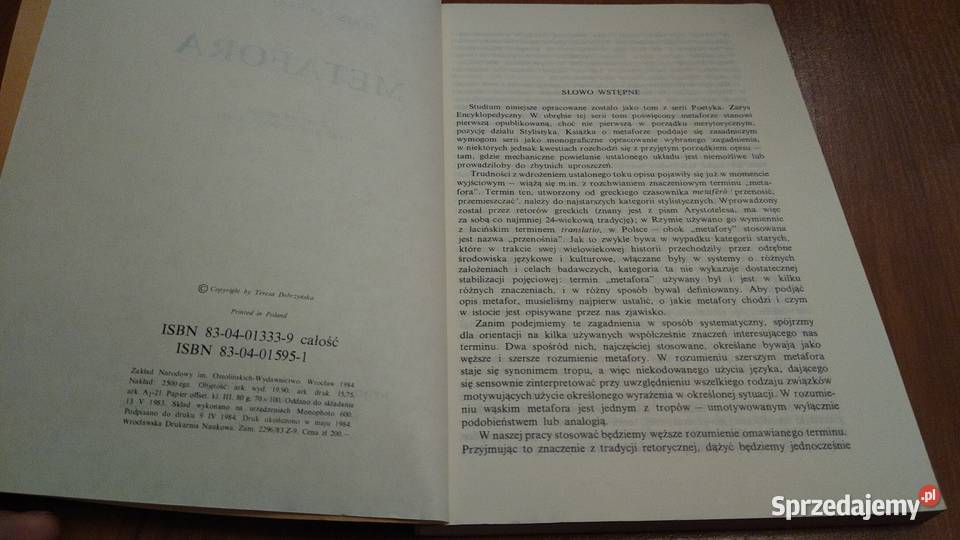 METAFORA
© Copyright by Teresa Dobrzyńska
Printed in Poland
ISBN 83-04-01333-9 całość
ISBN 83-04-01595-1
Zakład Narodowy im. Ossolińskich-Wydawnictwo. Wrocław 1984.
Nakład: 2500 egz. Objętość: ark. wyd. 19,90, ark. druk. 15,75,
ark. A₁-21. Papier offset. kl. III. 80 g, 70 x 100. Oddano do składania
13 V 1983. Skład wykonano na urządzeniach Monophoto 600.
Podpisano do druku 9 IV 1984. Druk ukończono w maju 1984.
Wrocławska Drukarnia Naukowa. Zam. 2296/83 Z-9. Cena zł 200,—
SŁOWO WSTĘPNE
Studium niniejsze opracowane zostało jako tom z serii Poetyka. Zarys
Encyklopedyczny. W obrębie tej serii tom poświęcony metaforze stanowi
pierwszą opublikowaną, choć nie pierwszą w porządku merytorycznym,
pozycję działu Stylistyka. Książka o metaforze poddaje się zasadniczym
wymogom serii jako monograficzne opracowanie wybranego zagadnienia,
w niektórych jednak kwestiach rozchodzi się z przyjętym porządkiem opisu —
tam, gdzie mechaniczne powielanie ustalonego układu jest niemożliwe lub
prowadziłoby do zbytnich uproszczeń.
Trudności z wdrożeniem ustalonego toku opisu pojawiły się już w momencie
wyjściowym — wiążą się m.in. z rozchwianiem znaczeniowym terminu „meta-
fora”. Termin ten, utworzony od greckiego czasownika metaférō 'przenosić,
przemieszczać', należy do najstarszych kategorii stylistycznych. Wprowadzony
został przez retorów greckich (znany jest z pism Arystotelesa, ma więc
za sobą co najmniej 24-wiekową tradycję); w Rzymie używano go wymiennie
z łacińskim terminem translatio, w Polsce — obok „metafory” stosowana
jest nazwa „przenośnia”. Jak to zwykle bywa w wypadku kategorii starych,
które w trakcie swej wielowiekowej historii przechodziły przez odrębne
środowiska językowe i kulturowe, włączane były w systemy o różnych
założeniach i celach badawczych, kategoria ta nie wykazuje dostatecznej
stabilizacji pojęciowej: termin „metafora” używany był i jest w kilku
różnych znaczeniach, i w różny sposób bywał definiowany. Aby podjąć
opis metafor, musieliśmy najpierw ustalić, o jakie metafory chodzi i czym
w istocie jest opisywane przez nas zjawisko.
Zanim podejmiemy te zagadnienia w sposób systematyczny, spójrzmy
dla orientacji na kilka używanych współcześnie znaczeń interesującego nas
terminu. Dwa spośród nich, najczęściej stosowane, określane bywają jako
węższe i szersze rozumienie metafory. W rozumieniu szerszym metafora
staje się synonimem tropu, a więc niekodowanego użycia języka, dającego
się sensownie zinterpretować przy uwzględnieniu wszelkiego rodzaju związków
motywujących użycie określonego wyrażenia w określonej sytuacji. W rozumie-
niu wąskim metafora jest jednym z tropów — umotywowanym wyłącznie
podobieństwem lub analogią.
W naszej pracy stosować będziemy węższe rozumienie omawianego terminu.
Przyjmując to znaczenie z tradycji retorycznej, dążyć będziemy jednocześnie
Sprzedajemy.pl